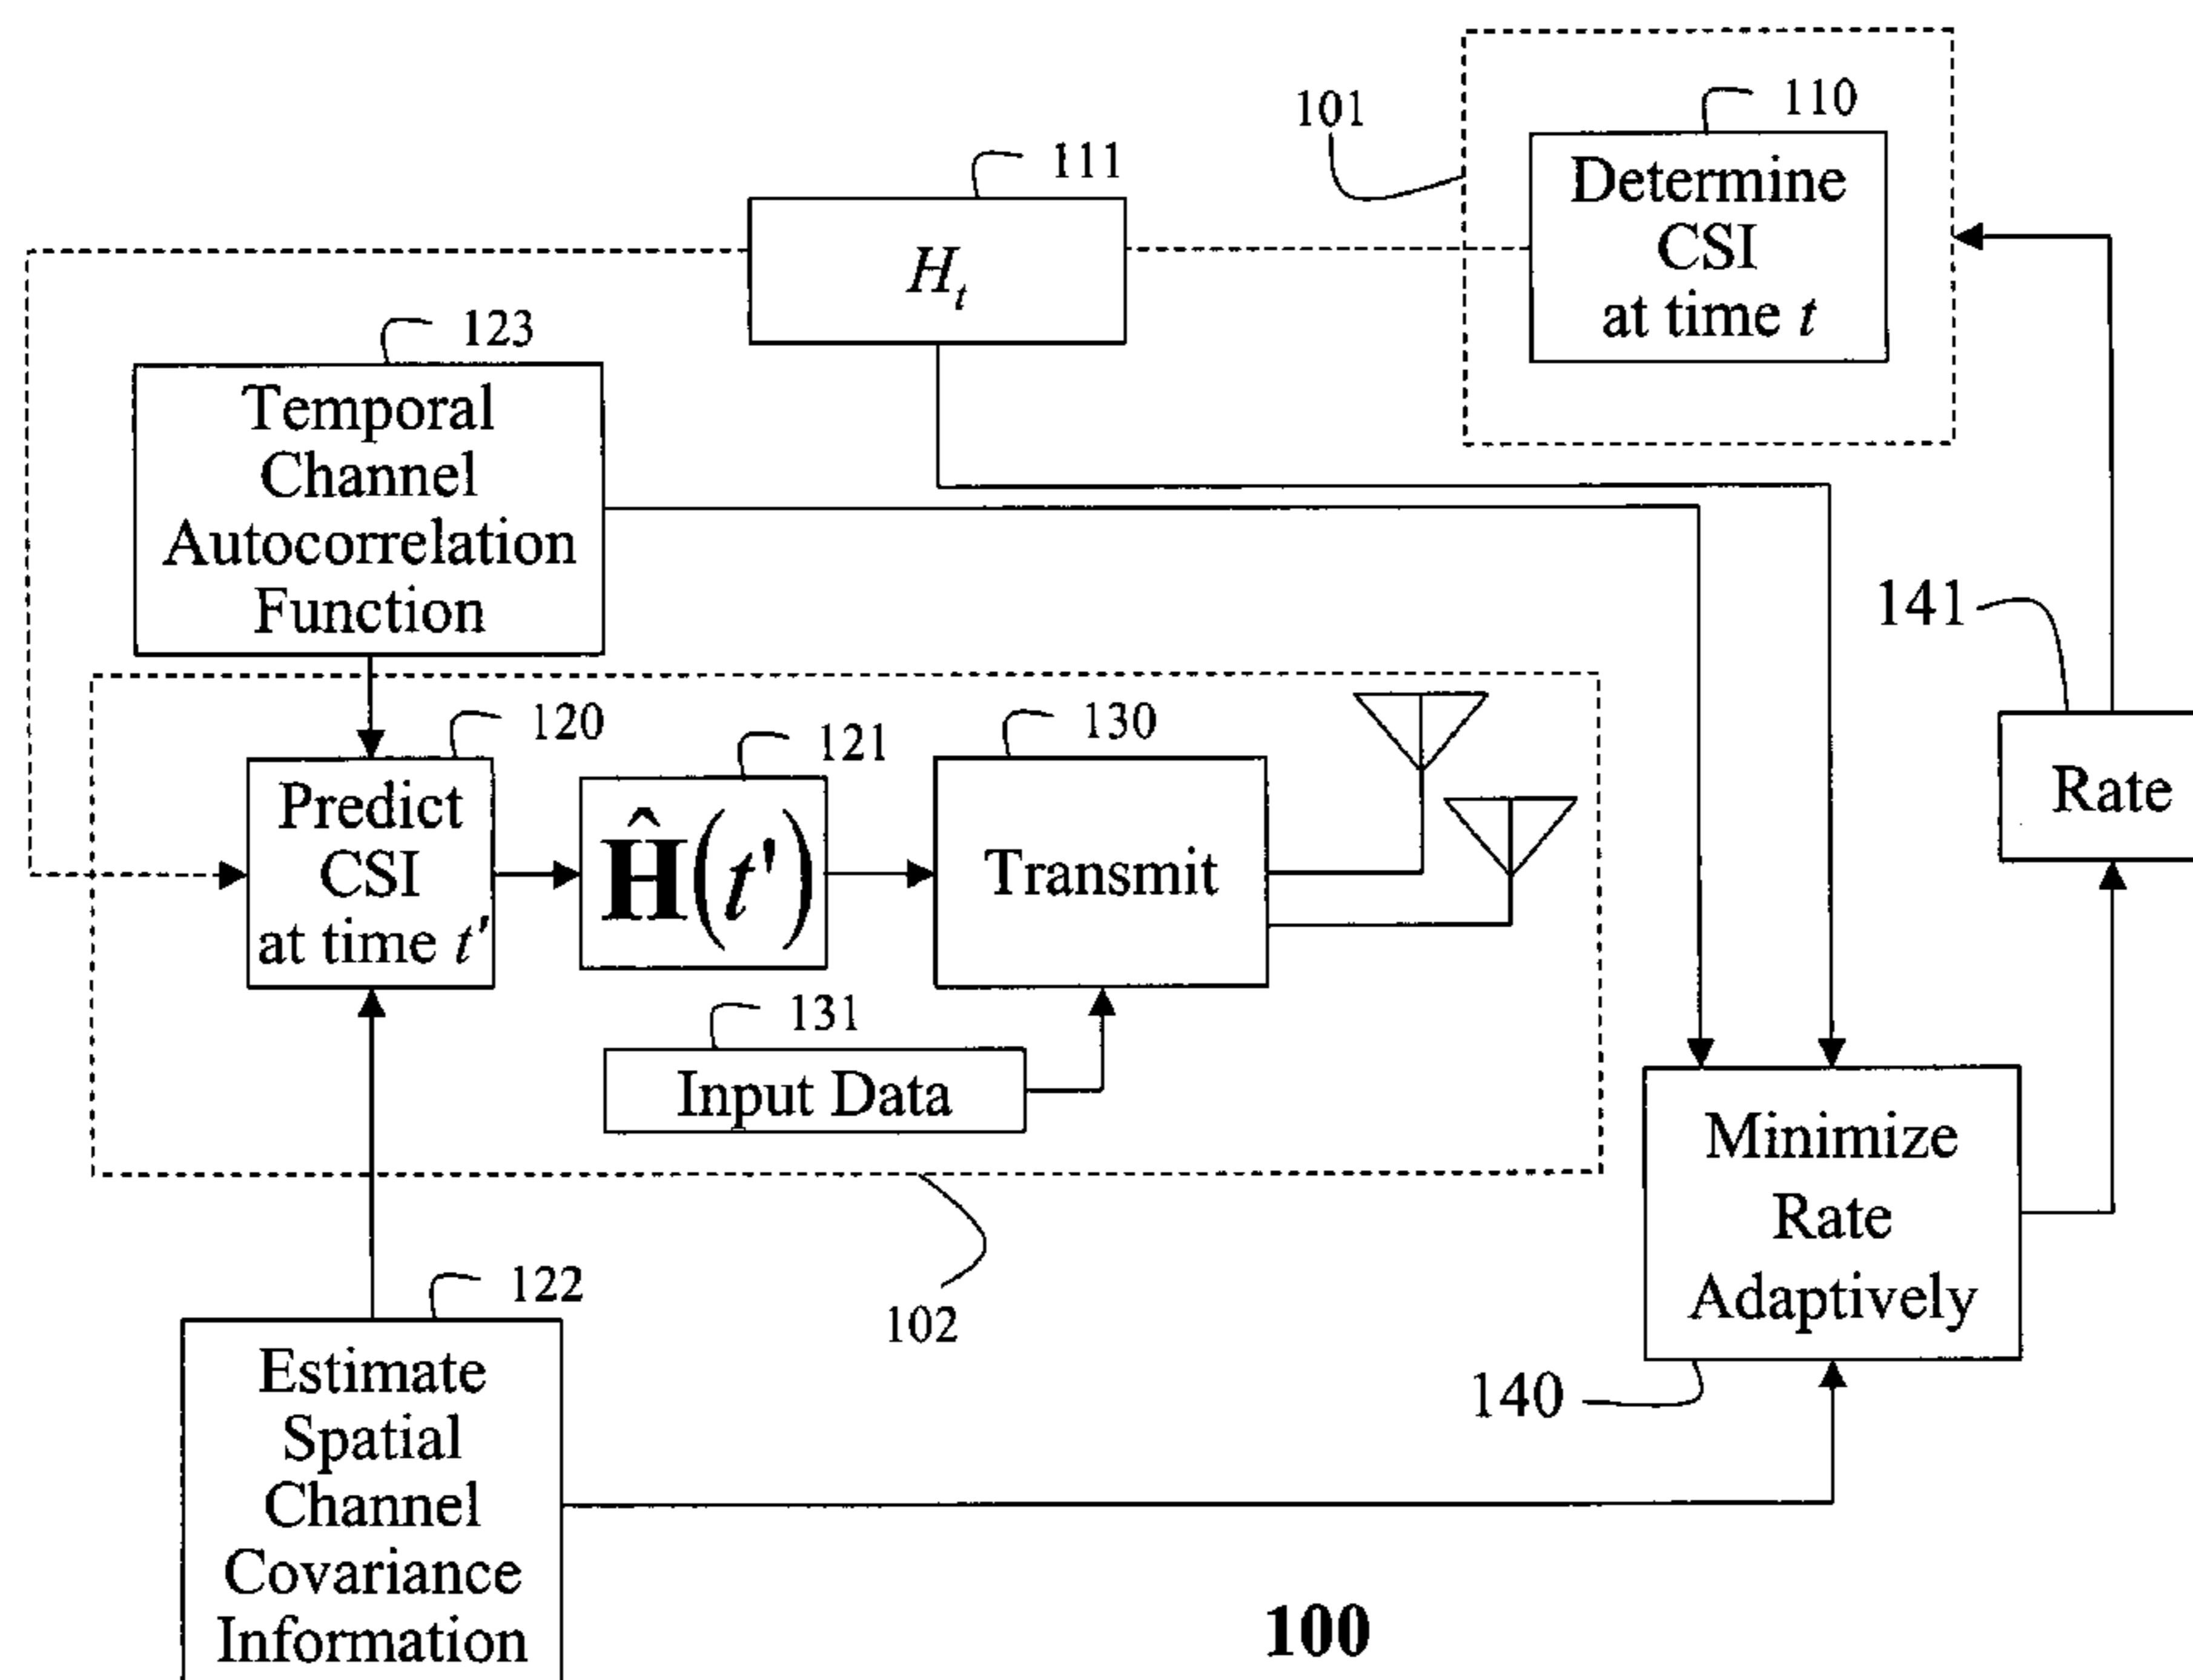 110
101
111
Determine
CSI
at time t
H_t
123
Temporal
Channel
Autocorrelation
Function
141
120
121
130
Predict
CSI
at time t'
Ĥ(t')
Transmit
Rate
131
Input Data
Minimize
Rate
Adaptively
102
122
140
Estimate
Spatial
Channel
Covariance
Information
100